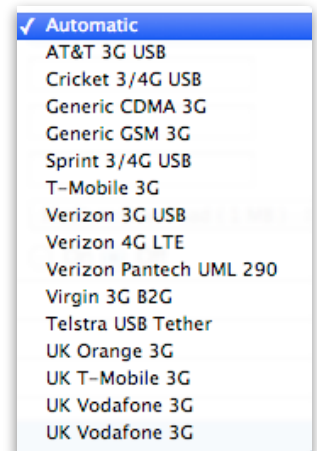 ✓ Automatic
AT&T 3G USB
Cricket 3/4G USB
Generic CDMA 3G
Generic GSM 3G
Sprint 3/4G USB
T-Mobile 3G
Verizon 3G USB
Verizon 4G LTE
Verizon Pantech UML 290
Virgin 3G B2G
Telstra USB Tether
UK Orange 3G
UK T-Mobile 3G
UK Vodafone 3G
UK Vodafone 3G